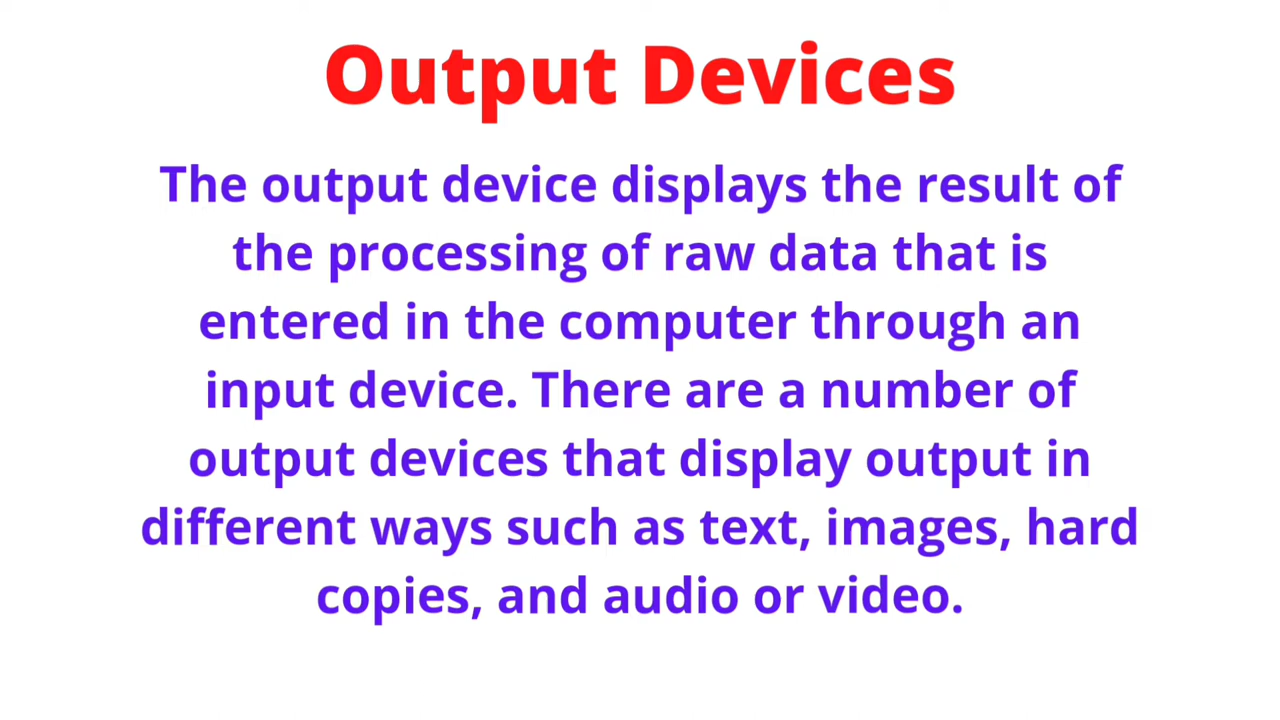 Output Devices
The output device displays the result of
the processing of raw data that is
entered in the computer through an
input device. There are a number of
output devices that display output in
different ways such as text, images, hard
copies, and audio or video.